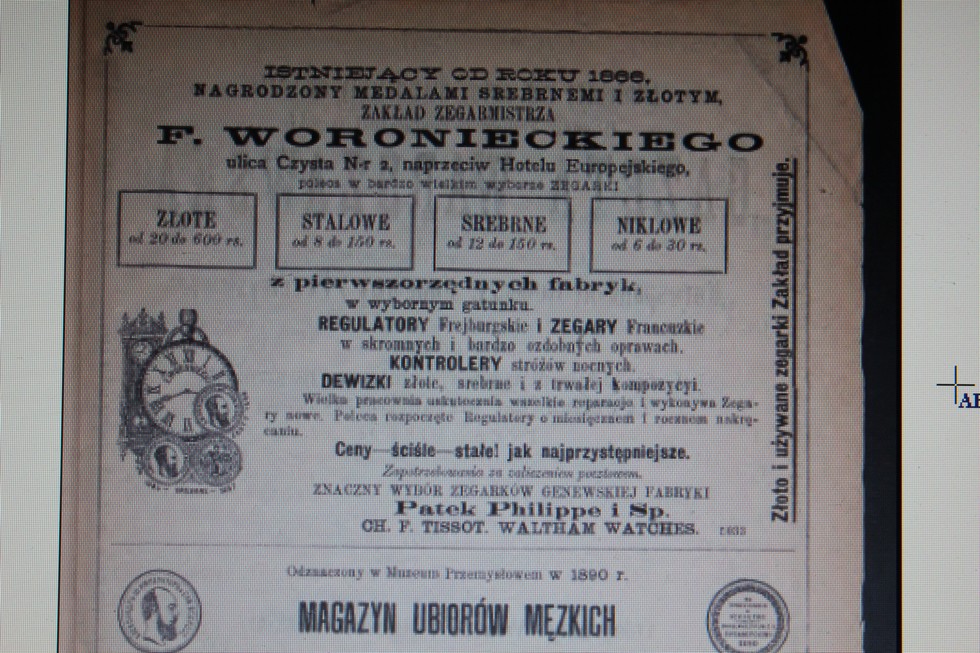 ISTNIEJĄCY OD ROKU 1866,
NAGRODZONY MEDALAMI SREBRNEMI I ZŁOTYM,
ZAKŁAD ZEGARMISTRZA
F. WORONIECKIEGO
ulica Czysta N-r 2, naprzeciw Hotelu Europejskiego,
poleca w bardzo wielkim wyborze ZEGARKI
ZŁOTE
od 20 do 600 rs.
STALOWE
od 8 do 150 rs.
SREBRNE
od 12 do 150 rs.
NIKLOWE
od 6 do 30 rs.
z pierwszorzędnych fabryk,
w wybornym gatunku.
REGULATORY Frejburgskie i ZEGARY Francuzkie
w skromnych i bardzo ozdobnych oprawach.
KONTROLERY stróżów nocnych.
DEWIZKI złote, srebrne i z trwałej kompozycyi.
Wielka pracownia uskutecznia wszelkie reparacje i wykonywa Zega-
ry nowe. Poleca rozpoczęte Regulatory o miesięcznem i rocznem nakrę-
caniu.
Ceny—ściśle—stałe! jak najprzystępniejsze.
Zapotrzebowania za zaliczeniem pocztowem.
ZNACZNY WYBÓR ZEGARKÓW GENEWSKIEJ FABRYKI
Patek Philippe i Sp.
CH. F. TISSOT. WALTHAM WATCHES.
Złoto i używane zegarki Zakład przyjmuje.
Odznaczony w Muzeum Przemysłowem w 1890 r.
MAGAZYN UBIORÓW MĘZKICH